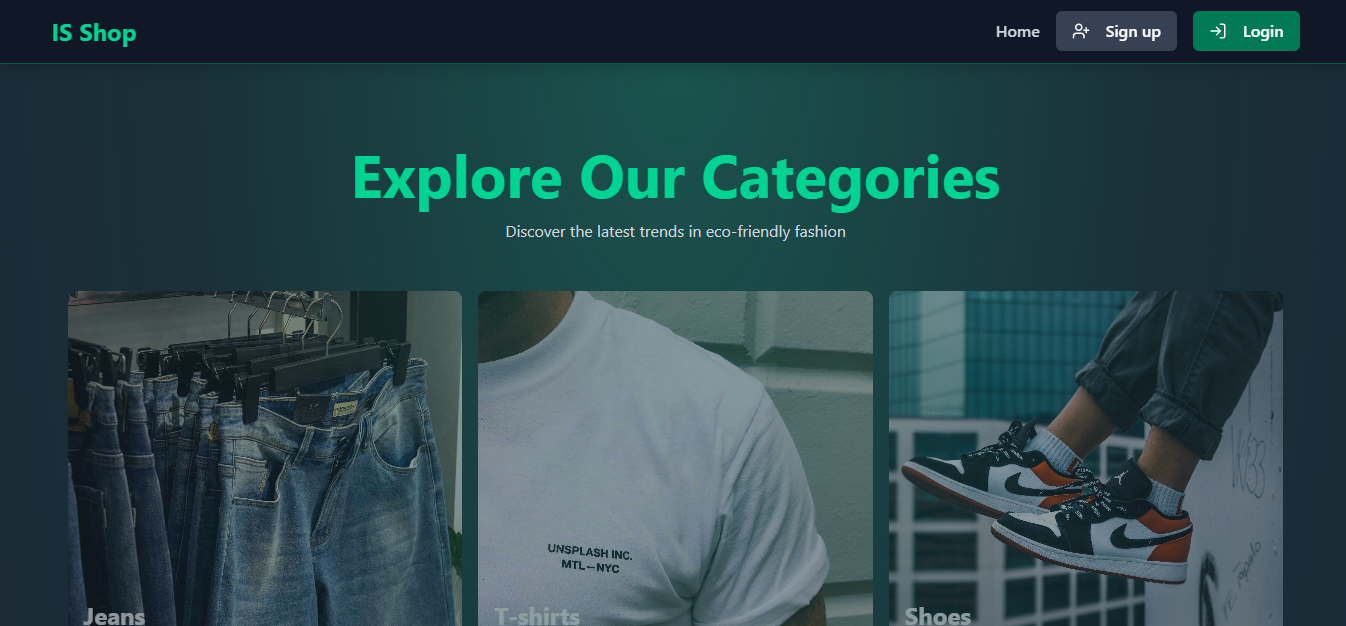 IS Shop
Home
Sign up
Login
Explore Our Categories
Discover the latest trends in eco-friendly fashion
UNSPLASH INC.
MTL—NYC
Jeans
T-shirts
Shoes